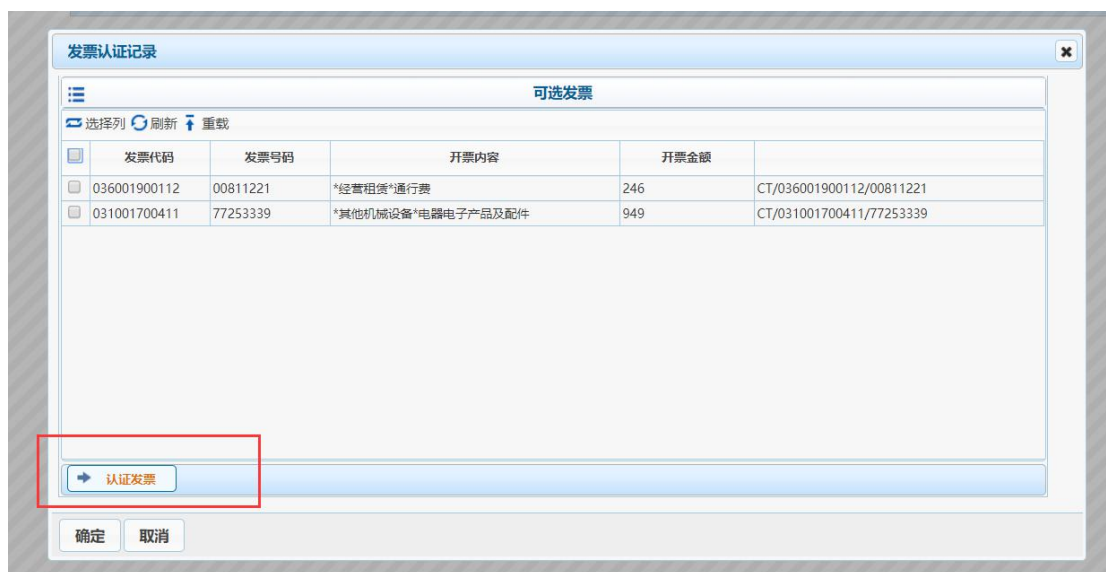 发票认证记录
可选发票
选择列 刷新 重载
发票代码 发票号码 开票内容 开票金额
036001900112 00811221 *经营租赁*通行费 246 CT/036001900112/00811221
031001700411 77253339 *其他机械设备*电器电子产品及配件 949 CT/031001700411/77253339
认证发票
确定 取消